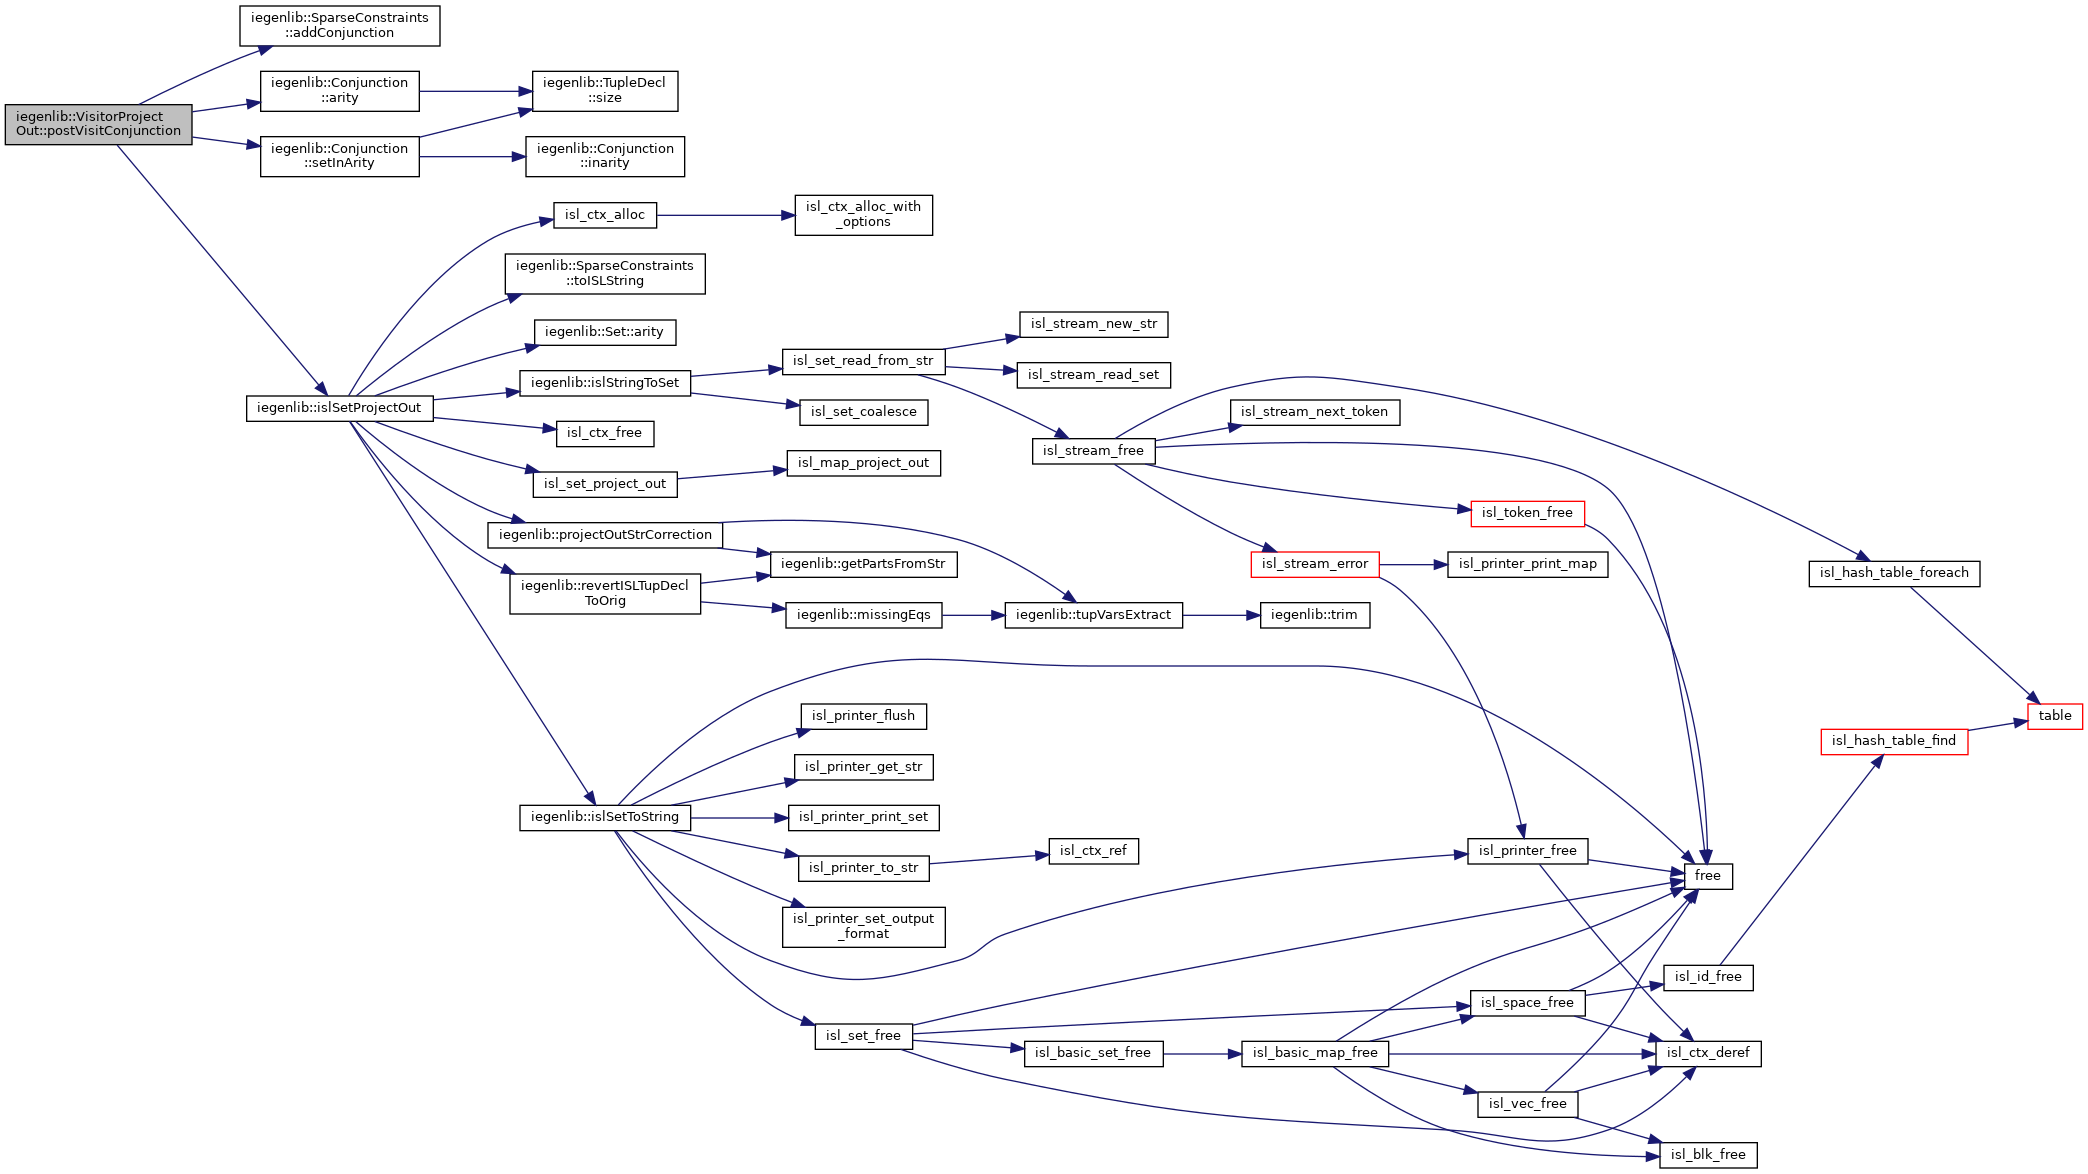 iegenlib::SparseConstraints
::addConjunction
iegenlib::Conjunction
::arity
iegenlib::TupleDecl
::size
iegenlib::VisitorProject
Out::postVisitConjunction
iegenlib::Conjunction
::setInArity
iegenlib::Conjunction
::inarity
isl_ctx_alloc
isl_ctx_alloc_with
_options
iegenlib::SparseConstraints
::toISLString
iegenlib::Set::arity
isl_stream_new_str
isl_set_read_from_str
isl_stream_read_set
iegenlib::islStringToSet
iegenlib::islSetProjectOut
isl_set_coalesce
isl_stream_next_token
isl_ctx_free
isl_stream_free
isl_map_project_out
isl_set_project_out
isl_token_free
iegenlib::projectOutStrCorrection
iegenlib::getPartsFromStr
isl_stream_error
isl_printer_print_map
isl_hash_table_foreach
iegenlib::revertISLTupDecl
ToOrig
iegenlib::missingEqs
iegenlib::tupVarsExtract
iegenlib::trim
isl_printer_flush
table
isl_hash_table_find
isl_printer_get_str
iegenlib::islSetToString
isl_printer_print_set
isl_printer_to_str
isl_ctx_ref
isl_printer_free
free
isl_printer_set_output
_format
isl_id_free
isl_space_free
isl_set_free
isl_basic_set_free
isl_basic_map_free
isl_ctx_deref
isl_vec_free
isl_blk_free